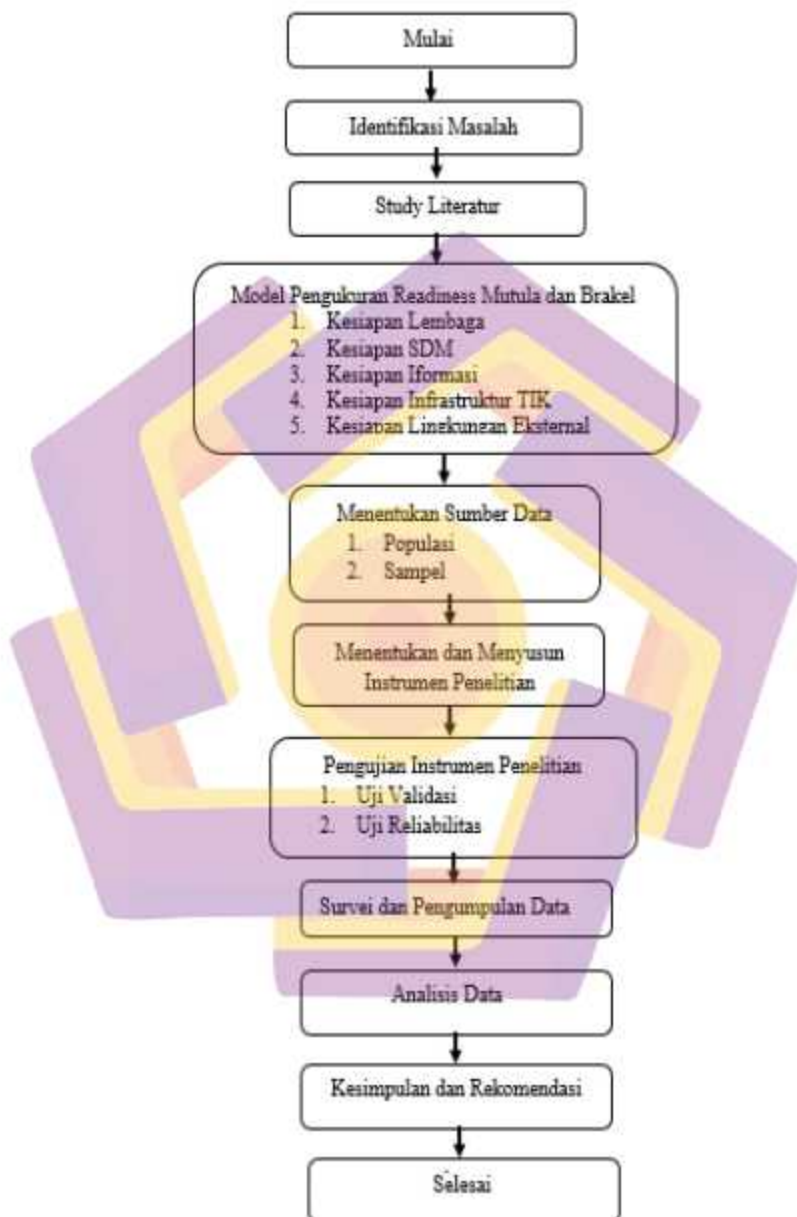 Mulai
Identifikasi Masalah
Study Literatur
Model Pengukuran Readiness Mutula dan Brakel
1. Kesiapan Lembaga
2. Kesiapan SDM
3. Kesiapan Iformasi
4. Kesiapan Infrastruktur TIK
5. Kesiapan Lingkungan Eksternal
Menentukan Sumber Data
1. Populasi
2. Sampel
Menentukan dan Menyusun
Instrumen Penelitian
Pengujian Instrumen Penelitian
1. Uji Validasi
2. Uji Reliabilitas
Survei dan Pengumpulan Data
Analisis Data
Kesimpulan dan Rekomendasi
Selesai